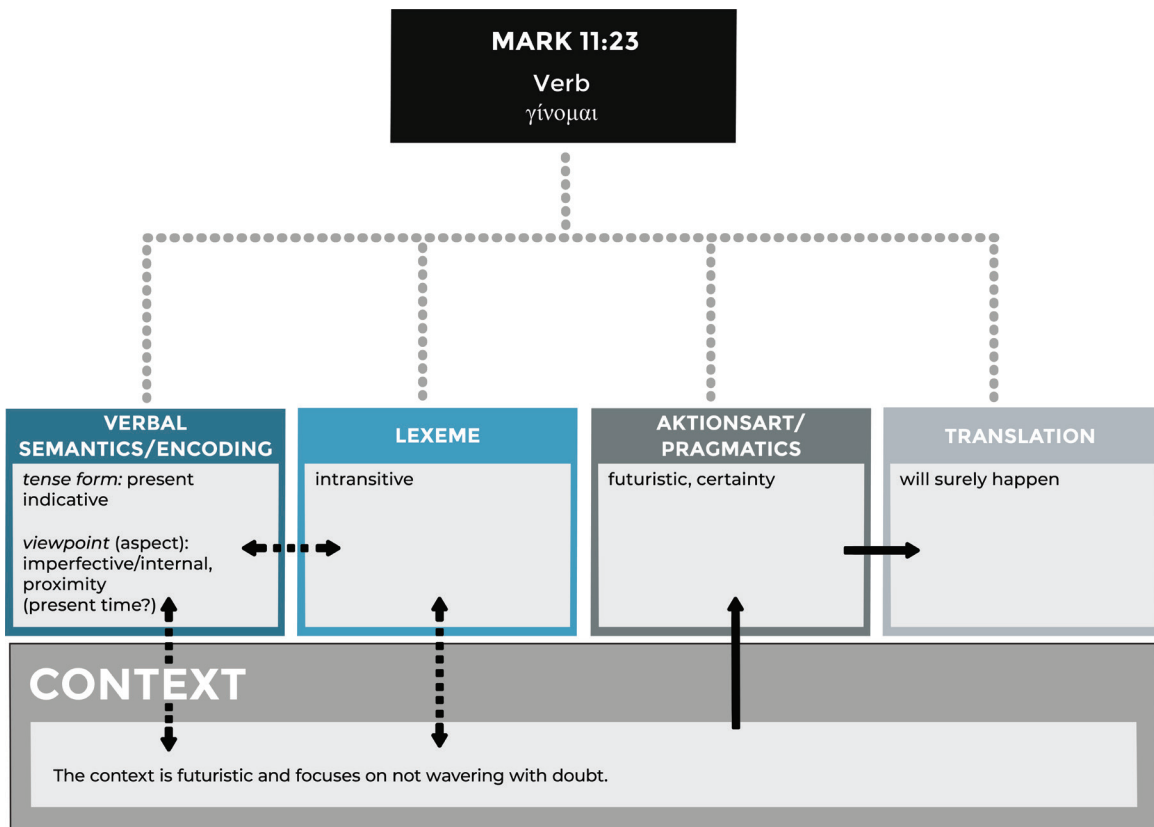 MARK 11:23
Verb
γίνομαι
VERBAL
SEMANTICS/ENCODING
tense form: present
indicative
viewpoint (aspect):
imperfective/internal,
proximity
(present time?)
LEXEME
intransitive
AKTIONSART/
PRAGMATICS
futuristic, certainty
TRANSLATION
will surely happen
CONTEXT
The context is futuristic and focuses on not wavering with doubt.